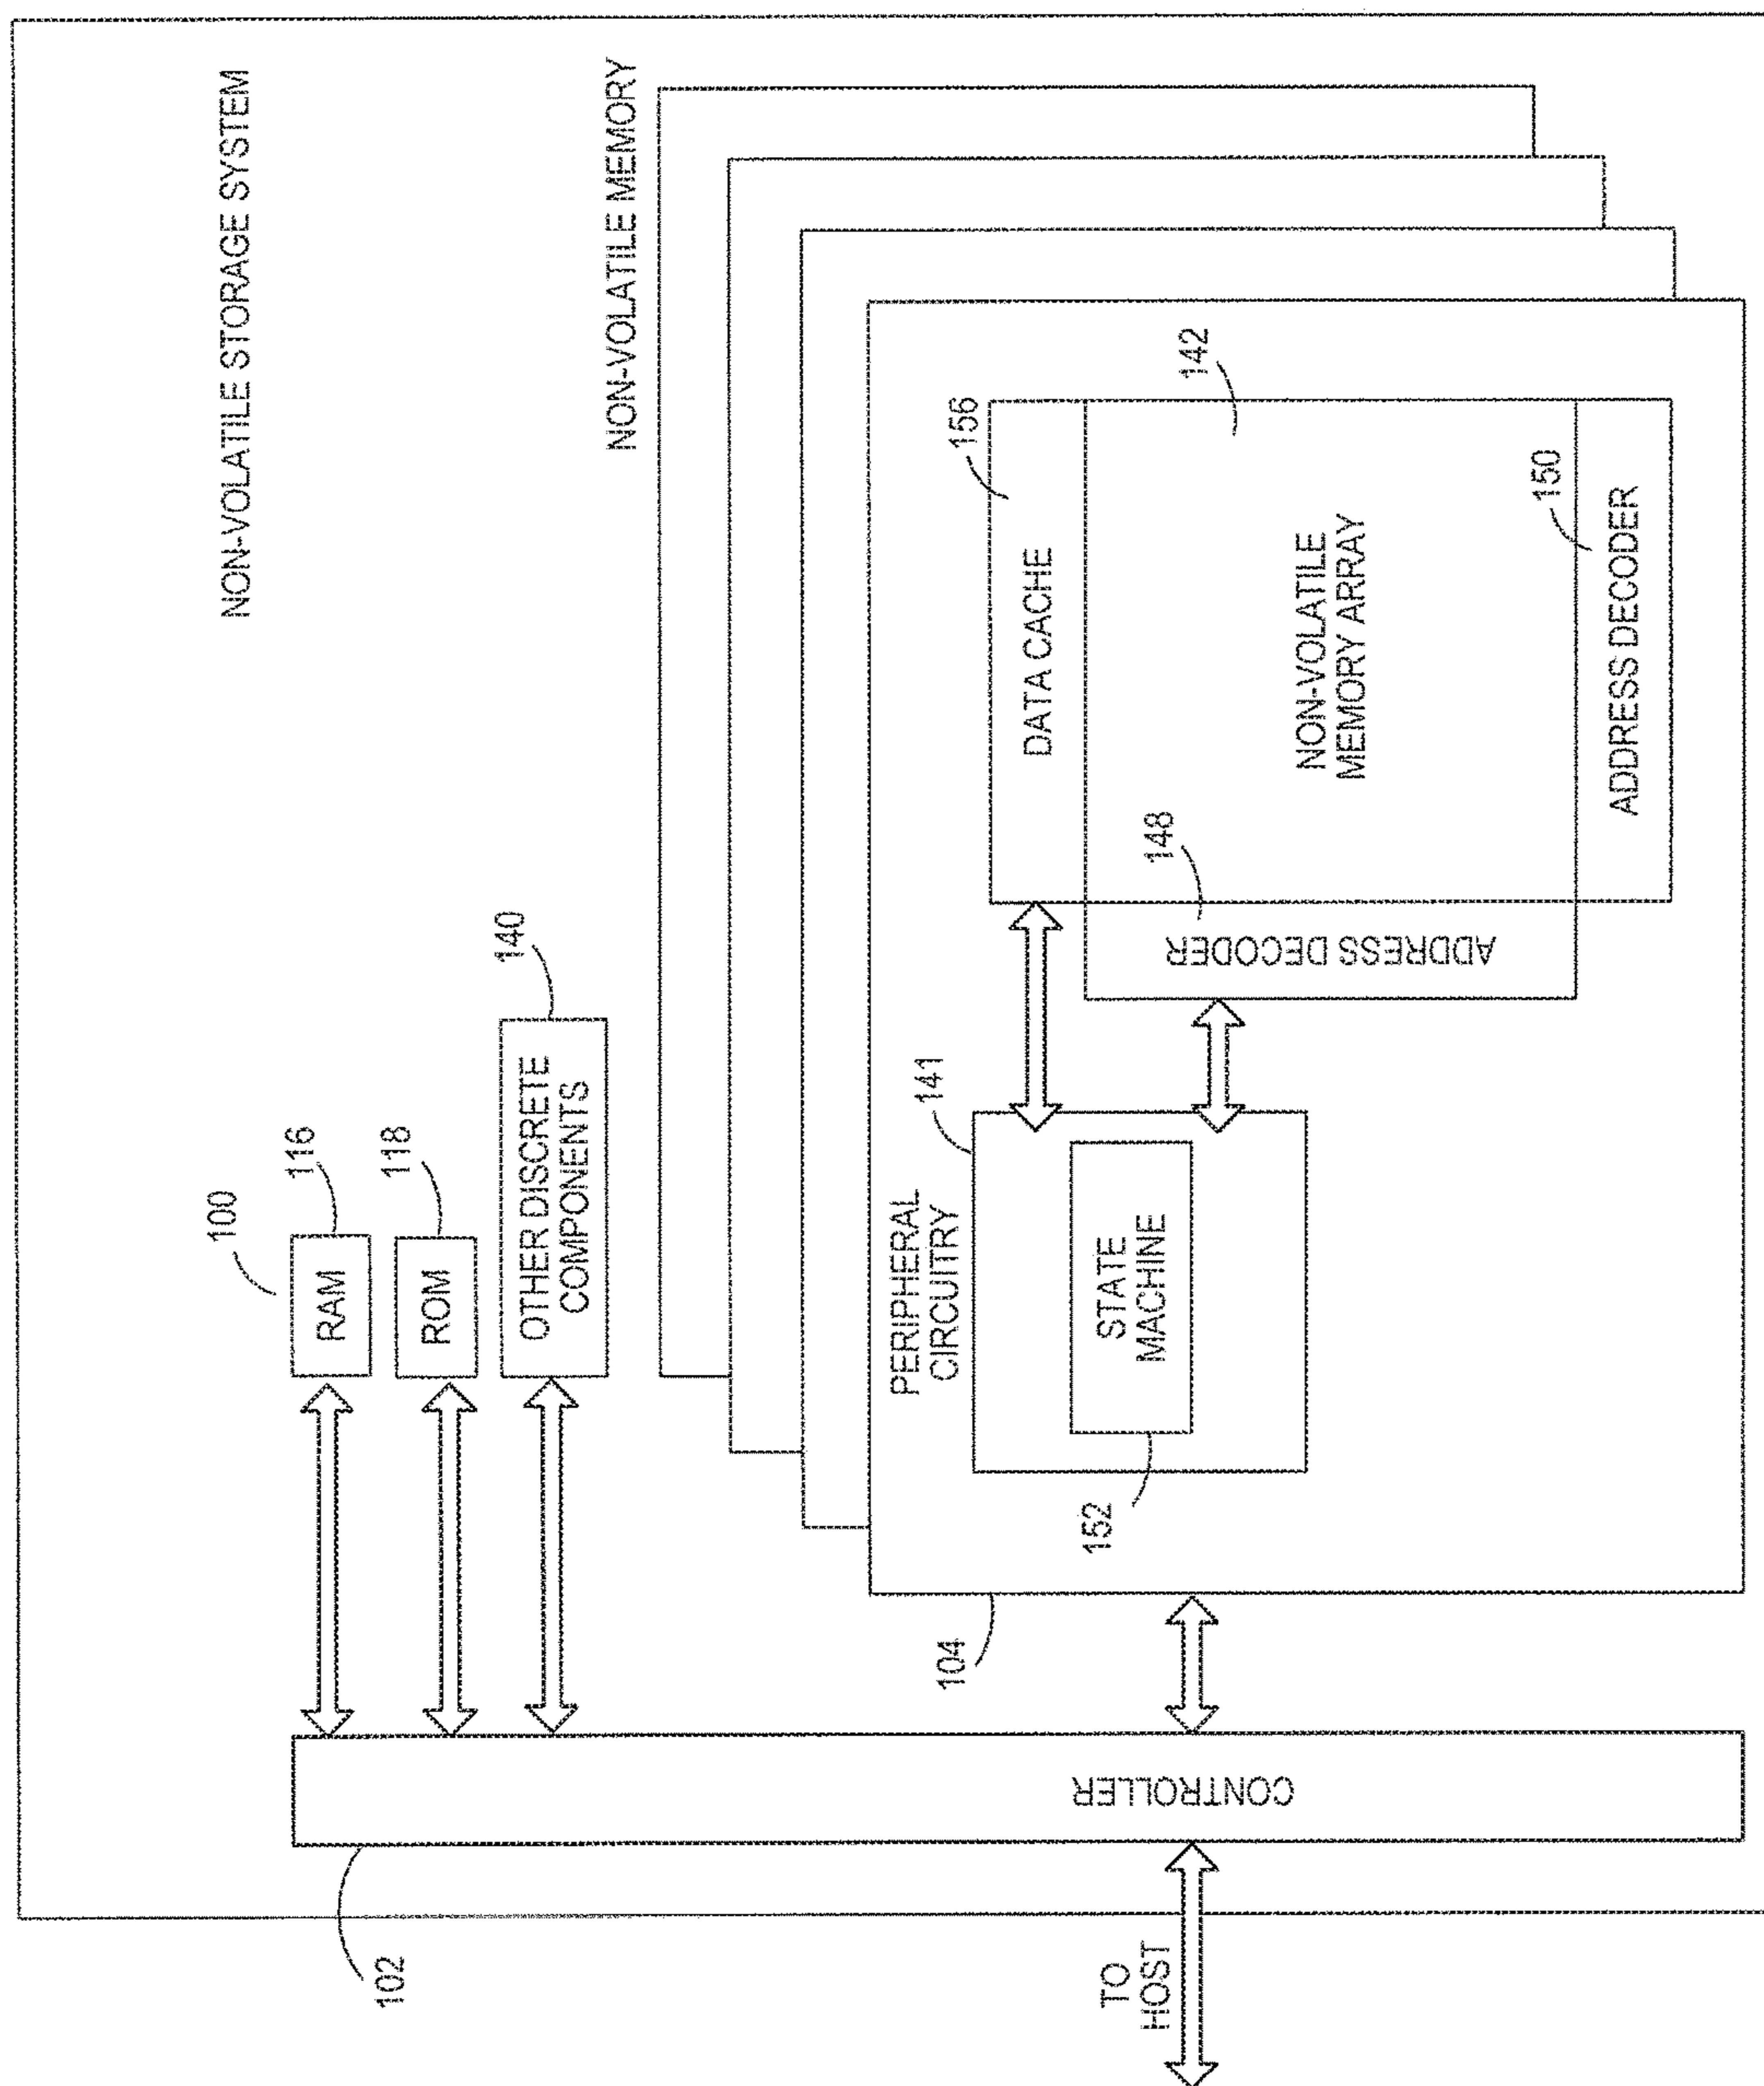 NON-VOLATILE STORAGE SYSTEM
100
116
RAM
118
ROM
140
OTHER DISCRETE
COMPONENTS
NON-VOLATILE MEMORY
102
CONTROLLER
TO
HOST
104
PERIPHERAL
CIRCUITRY
141
STATE
MACHINE
152
DATA CACHE
156
ADDRESS DECODER
148
NON-VOLATILE
MEMORY ARRAY
142
ADDRESS DECODER
150